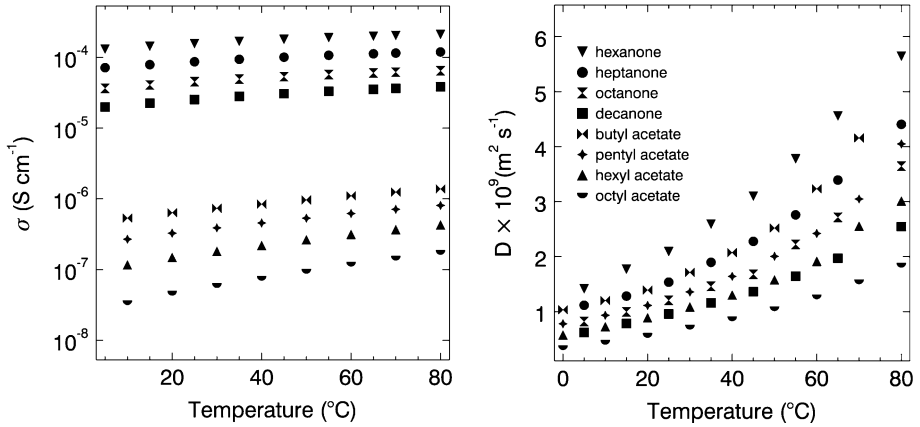 σ (S cm⁻¹)
10⁻⁴
10⁻⁵
10⁻⁶
10⁻⁷
10⁻⁸
20 40 60 80
Temperature (°C)
D × 10⁹(m² s⁻¹)
6
5
4
3
2
1
hexanone
heptanone
octanone
decanone
butyl acetate
pentyl acetate
hexyl acetate
octyl acetate
0 20 40 60 80
Temperature (°C)